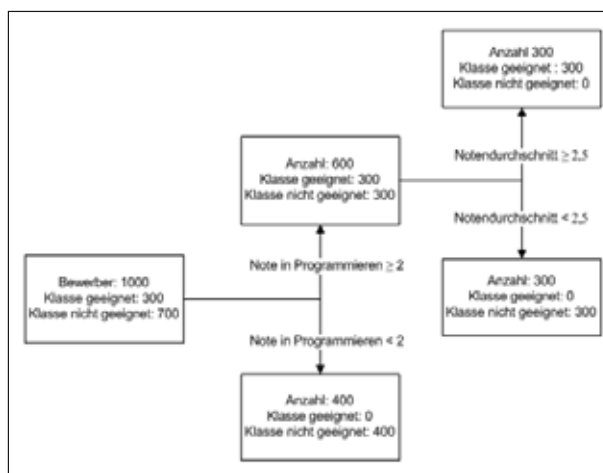 Anzahl 300
Klasse geeignet : 300
Klasse nicht geeignet: 0
Notendurchschnitt ≥ 2,5
Anzahl: 600
Klasse geeignet: 300
Klasse nicht geeignet: 300
Notendurchschnitt < 2,5
Note in Programmieren ≥ 2
Bewerber: 1000
Klasse geeignet: 300
Klasse nicht geeignet: 700
Anzahl: 300
Klasse geeignet: 0
Klasse nicht geeignet: 300
Note in Programmieren < 2
Anzahl: 400
Klasse geeignet: 0
Klasse nicht geeignet: 400